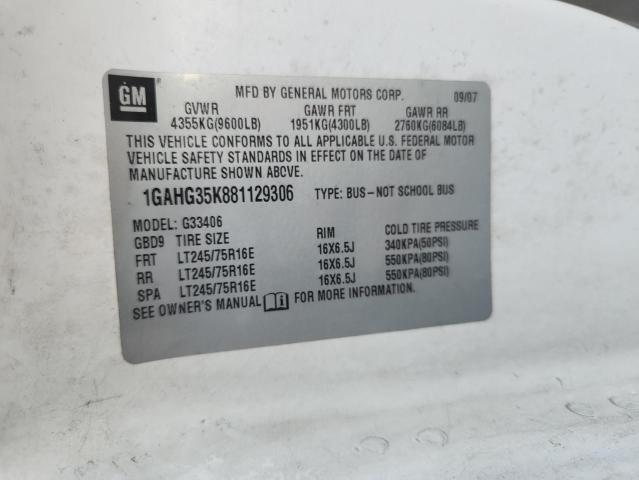 GM
MFD BY GENERAL MOTORS CORP. 09/07
GVWR GAWR FRT GAWR RR
4355KG(9600LB) 1951KG(4300LB) 2760KG(6084LB)
THIS VEHICLE CONFORMS TO ALL APPLICABLE U.S. FEDERAL MOTOR
VEHICLE SAFETY STANDARDS IN EFFECT ON THE DATE OF
MANUFACTURE SHOWN ABOVE.
1GAHG35K881129306 TYPE: BUS-NOT SCHOOL BUS
MODEL: G33406
GBD9 TIRE SIZE RIM COLD TIRE PRESSURE
FRT LT245/75R16E 16X6.5J 340KPA(50PSI)
RR LT245/75R16E 16X6.5J 550KPA(80PSI)
SPA LT245/75R16E 16X6.5J 550KPA(80PSI)
SEE OWNER'S MANUAL FOR MORE INFORMATION.